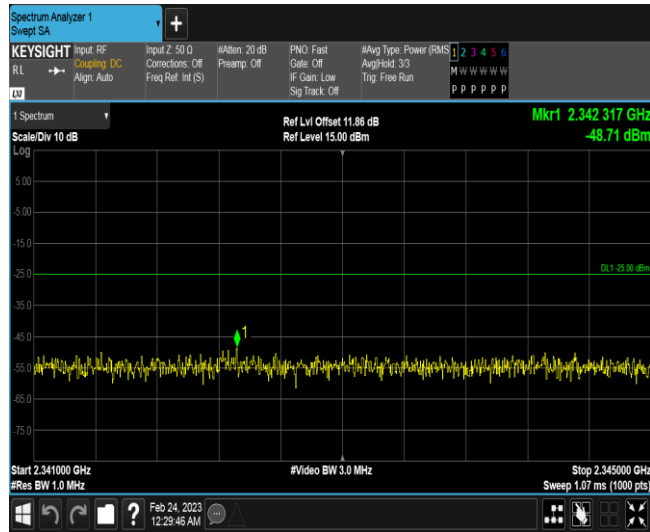 Spectrum Analyzer 1
Swept SA
+
KEYSIGHT
RL
LXI
Input: RF
Coupling: DC
Align: Auto
Input Z: 50 Ω
Corrections: Off
Freq Ref: Int (S)
#Atten: 20 dB
Preamp: Off
PNO: Fast
Gate: Off
IF Gain: Low
Sig Track: Off
#Avg Type: Power (RMS
Avg|Hold: 3/3
Trig: Free Run
1 2 3 4 5 6
M W W W W W
P P P P P P
1 Spectrum
Scale/Div 10 dB
Ref Lvl Offset 11.86 dB
Ref Level 15.00 dBm
Mkr1 2.342 317 GHz
-48.71 dBm
Log
5.00
-5.00
-15.0
-25.0
DL1 -25.00 dBm
-35.0
-45.0
1
-55.0
-65.0
-75.0
Start 2.341000 GHz
#Res BW 1.0 MHz
#Video BW 3.0 MHz
Stop 2.345000 GHz
Sweep 1.07 ms (1000 pts)
?
Feb 24, 2023
12:29:46 AM